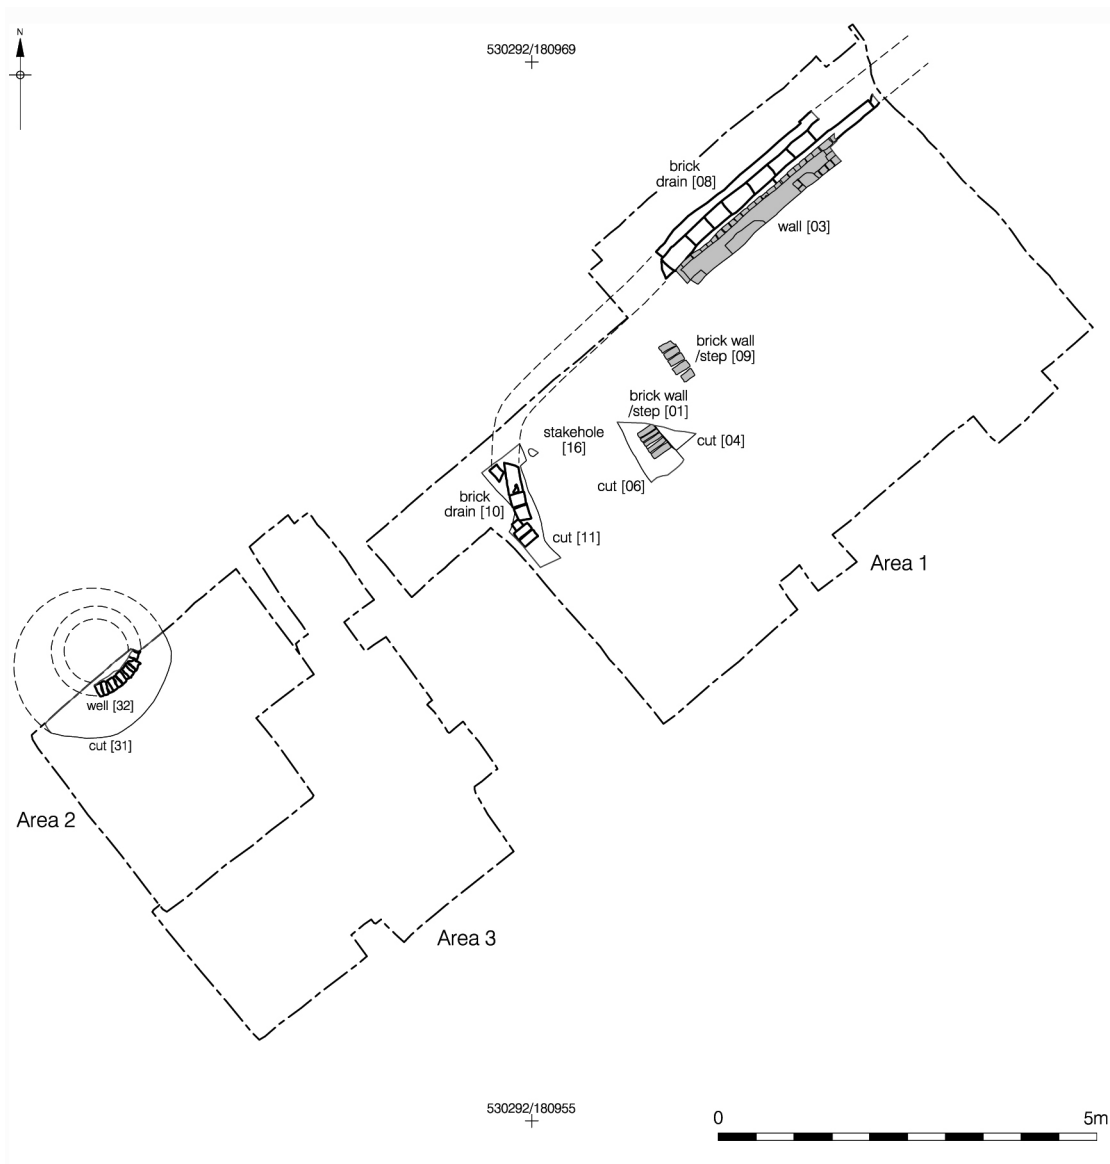 N
530292/180969
brick
drain [08]
wall [03]
brick wall
/step [09]
brick wall
/step [01]
stakehole
[16]
cut [04]
cut [06]
brick
drain [10]
cut [11]
Area 1
well [32]
cut [31]
Area 2
Area 3
530292/180955
0
5m